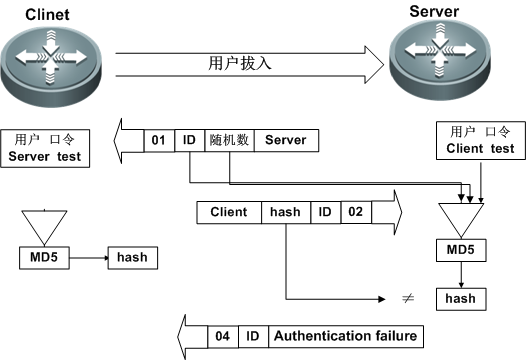 Clinet
Server
用户拔入
用户 口令
Server test
01 ID 随机数 Server
用户 口令
Client test
Client hash ID 02
MD5 hash
MD5
≠ hash
04 ID Authentication failure